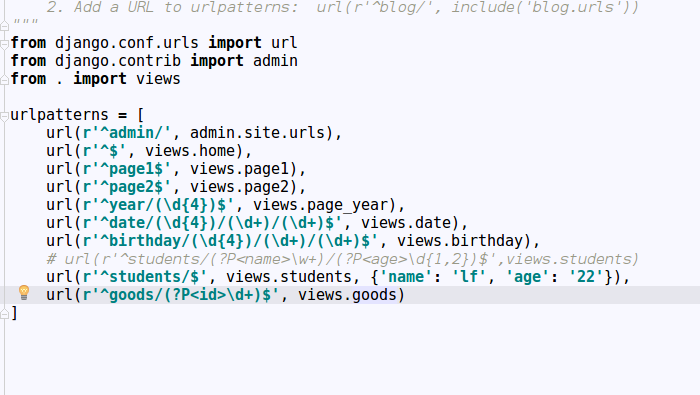 2. Add a URL to urlpatterns:  url(r'^blog/', include('blog.urls'))
"""
from django.conf.urls import url
from django.contrib import admin
from . import views
urlpatterns = [
url(r'^admin/', admin.site.urls),
url(r'^$', views.home),
url(r'^page1$', views.page1),
url(r'^page2$', views.page2),
url(r'^year/(\d{4})$', views.page_year),
url(r'^date/(\d{4})/(\d+)/(\d+)$', views.date),
url(r'^birthday/(\d{4})/(\d+)/(\d+)$', views.birthday),
# url(r'^students/(?P<name>\w+)/(?P<age>\d{1,2})$',views.students)
url(r'^students/$', views.students, {'name': 'lf', 'age': '22'}),
url(r'^goods/(?P<id>\d+)$', views.goods)
]